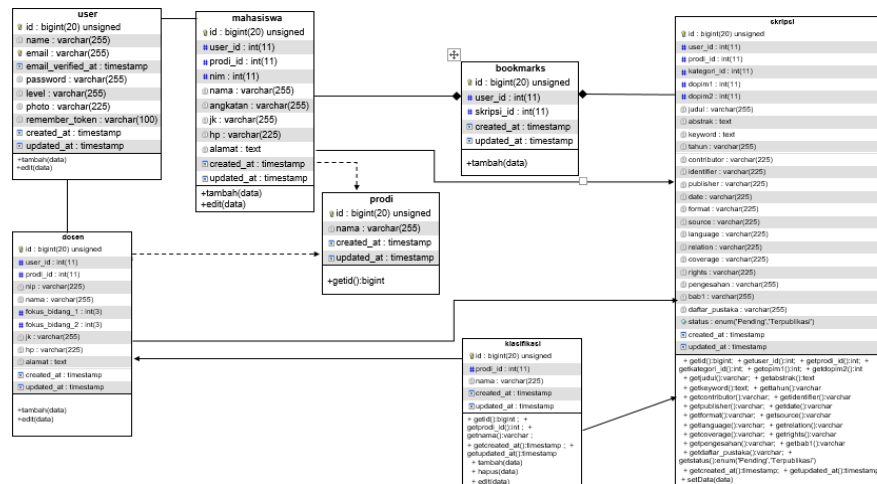 user
id : bigint(20) unsigned
name : varchar(255)
email : varchar(255)
email_verified_at : timestamp
password : varchar(255)
level : varchar(255)
photo : varchar(225)
remember_token : varchar(100)
created_at : timestamp
updated_at : timestamp
+tambah(data)
+edit(data)
mahasiswa
id : bigint(20) unsigned
user_id : int(11)
prodi_id : int(11)
nim : int(11)
nama : varchar(255)
angkatan : varchar(255)
jk : varchar(255)
hp : varchar(225)
alamat : text
created_at : timestamp
updated_at : timestamp
+tambah(data)
+edit(data)
bookmarks
id : bigint(20) unsigned
user_id : int(11)
skripsi_id : int(11)
created_at : timestamp
updated_at : timestamp
+tambah(data)
prodi
id : bigint(20) unsigned
nama : varchar(255)
created_at : timestamp
updated_at : timestamp
+getid():bigint
dosen
id : bigint(20) unsigned
user_id : int(11)
prodi_id : int(11)
nip : varchar(225)
nama : varchar(255)
fokus_bidang_1 : int(3)
fokus_bidang_2 : int(3)
jk : varchar(255)
hp : varchar(225)
alamat : text
created_at : timestamp
updated_at : timestamp
+tambah(data)
+edit(data)
klasifikasi
id : bigint(20) unsigned
prodi_id : int(11)
nama : varchar(225)
created_at : timestamp
updated_at : timestamp
+ getid():bigint ; +
getprodi_id():int ; +
getnama():varchar ;
+ getcreated_at():timestamp ; +
getupdated_at():timestamp
+ tambah(data)
+ hapus(data)
+ edit(data)
skripsi
id : bigint(20) unsigned
user_id : int(11)
prodi_id : int(11)
kategori_id : int(11)
dopim1 : int(11)
dopim2 : int(11)
judul : varchar(255)
abstrak : text
keyword : text
tahun : varchar(255)
contributor : varchar(225)
identifier : varchar(225)
publisher : varchar(225)
date : varchar(225)
format : varchar(225)
source : varchar(225)
language : varchar(225)
relation : varchar(225)
coverage : varchar(225)
rights : varchar(225)
pengesahan : varchar(225)
bab1 : varchar(255)
daftar_pustaka : varchar(255)
status : enum('Pending','Terpublikasi')
created_at : timestamp
updated_at : timestamp
+ getid():bigint; + getuser_id():int; + getprodi_id():int; +
getkategori_id():int; + getopim1():int; + getdopim2():int
+ getjudul():varchar; + getabstrak():text
+ getkeyword():text; + gettahun():varchar
+ getcontributor():varchar; + getidentifier():varchar
+ getpublisher():varchar; + getdate():varchar
+ getformat():varchar; + getsource():varchar
+ getlanguage():varchar; + getrelation():varchar
+ getcoverage():varchar; + getrights():varchar
+ getpengesahan():varchar; + getbab1():varchar
+ getdaftar_pustaka():varchar; +
getstatus():enum('Pending','Terpublikasi')
+ getcreated_at():timestamp; + getupdated_at():timestamp
+ setData(data)